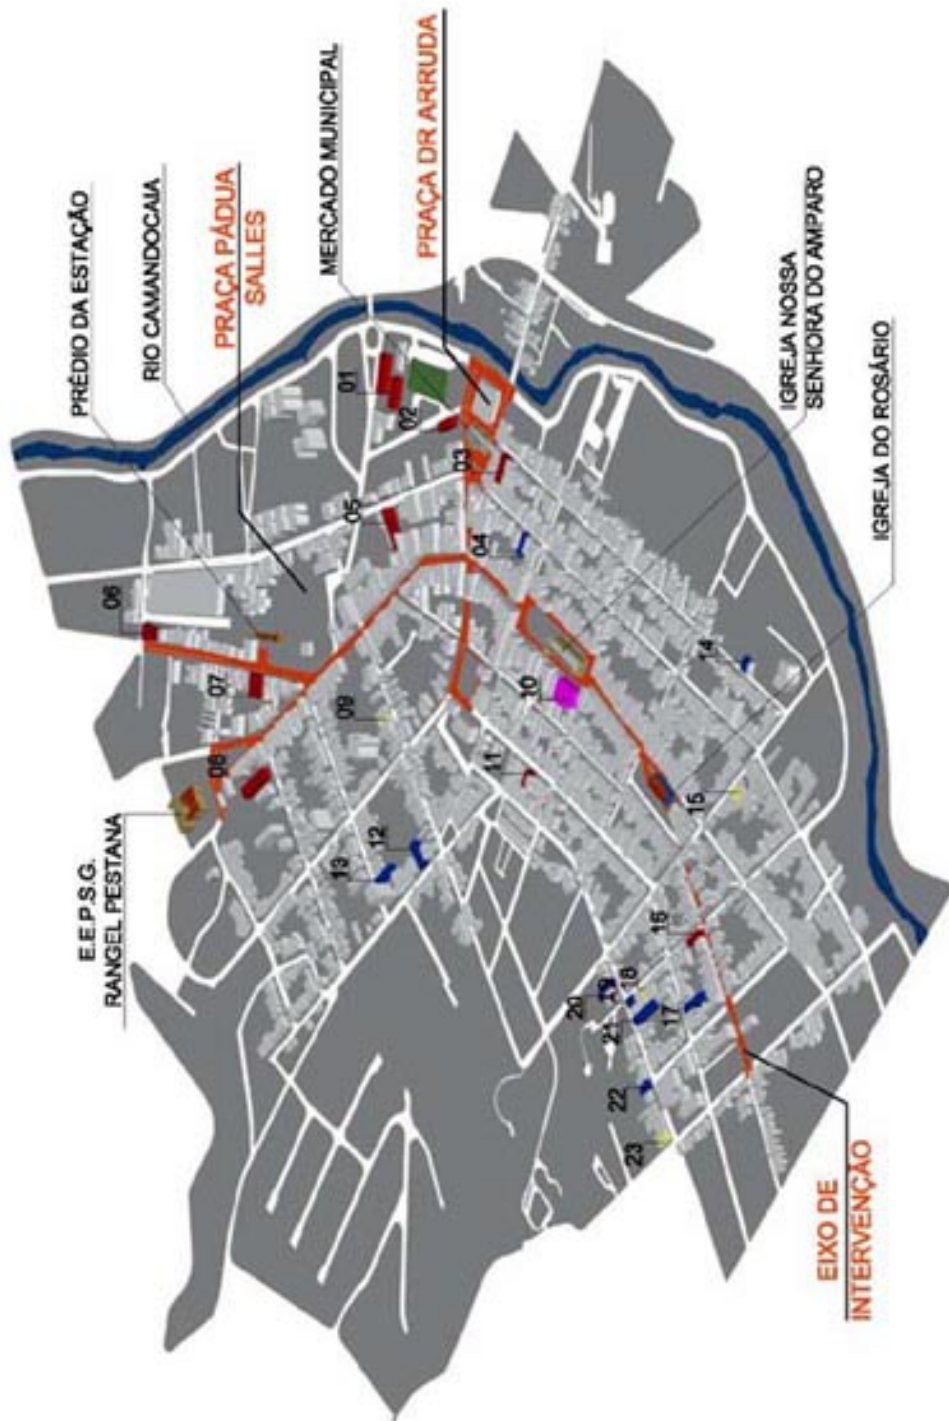 PRÉDIO DA ESTAÇÃO
RIO CAMANDOCAIA
PRAÇA PÁDUA
SALLES
MERCADO MUNICIPAL
PRAÇA DR ARRUDA
IGREJA NOSSA
SENHORA DO AMPARO
IGREJA DO ROSÁRIO
E.E.P.S.G.
RANGEL PESTANA
EIXO DE
INTERVENÇÃO
01
02
03
04
05
06
07
08
09
10
11
12
13
14
15
16
17
18
19
20
21
22
23